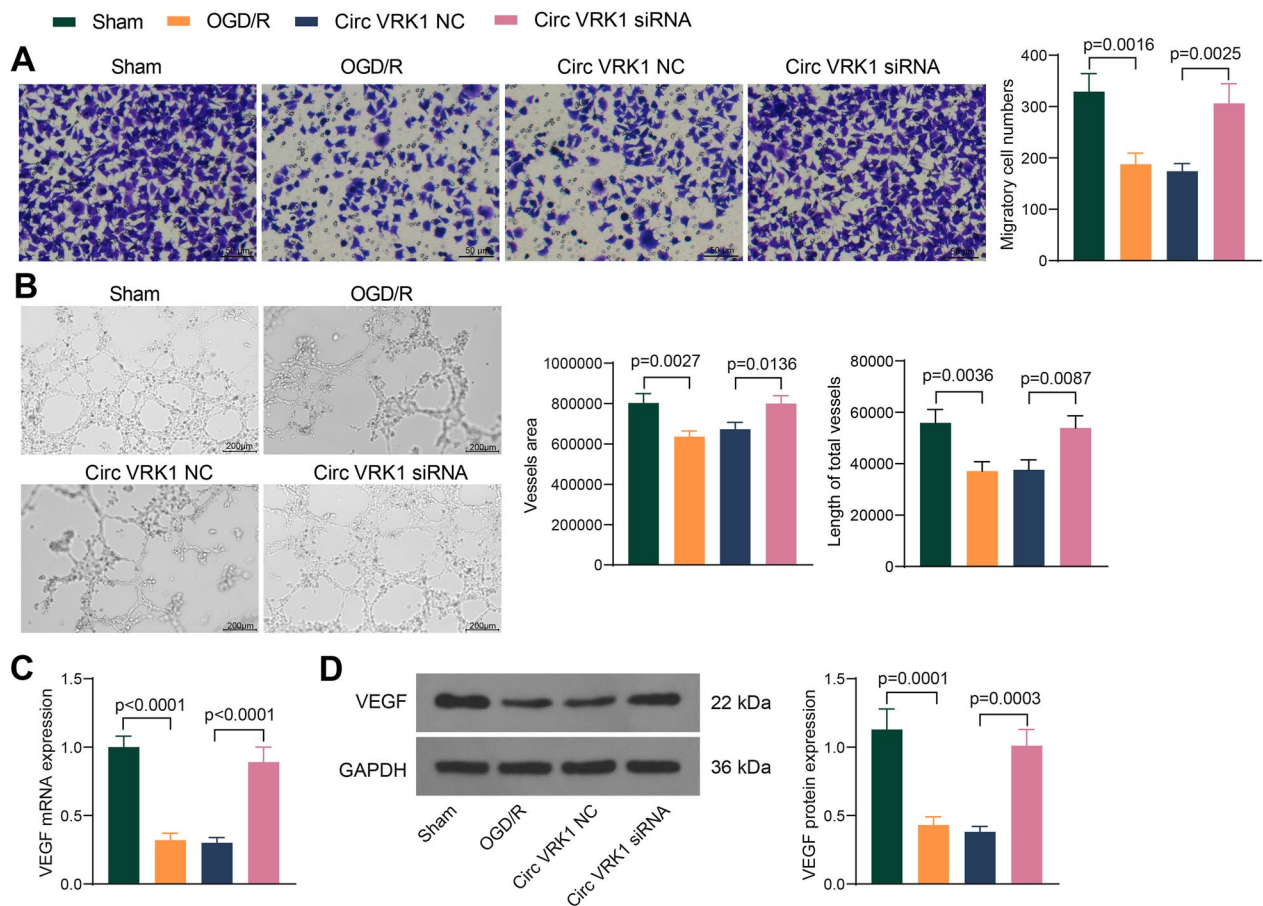 Sham OGD/R Circ VRK1 NC Circ VRK1 siRNA
A
Sham OGD/R Circ VRK1 NC Circ VRK1 siRNA
50 µm 50 µm 50 µm 50 µm
Migratory cell numbers
400
300
200
100
0
p=0.0016 p=0.0025
B
Sham OGD/R
200µm 200µm
Circ VRK1 NC Circ VRK1 siRNA
200µm 200µm
Vessels area
1000000
800000
600000
400000
200000
0
p=0.0027 p=0.0136
Length of total vessels
80000
60000
40000
20000
0
p=0.0036 p=0.0087
C
VEGF mRNA expression
1.5
1.0
0.5
0.0
p<0.0001 p<0.0001
D
VEGF 22 kDa
GAPDH 36 kDa
Sham OGD/R Circ VRK1 NC Circ VRK1 siRNA
VEGF protein expression
1.5
1.0
0.5
0.0
p=0.0001 p=0.0003